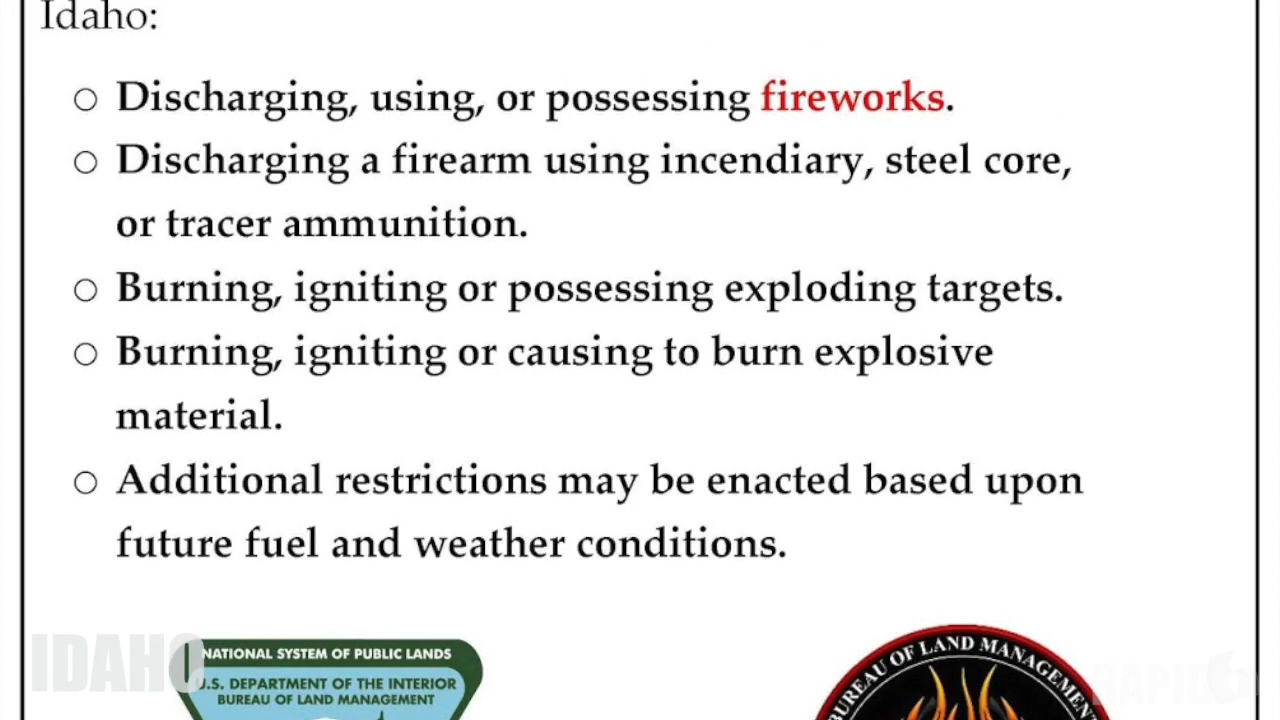 Idaho:
○ Discharging, using, or possessing fireworks.
○ Discharging a firearm using incendiary, steel core,
or tracer ammunition.
○ Burning, igniting or possessing exploding targets.
○ Burning, igniting or causing to burn explosive
material.
○ Additional restrictions may be enacted based upon
future fuel and weather conditions.
IDAHO
NATIONAL SYSTEM OF PUBLIC LANDS
U.S. DEPARTMENT OF THE INTERIOR
BUREAU OF LAND MANAGEMENT
BUREAU OF LAND MANAGEMENT
RAPID